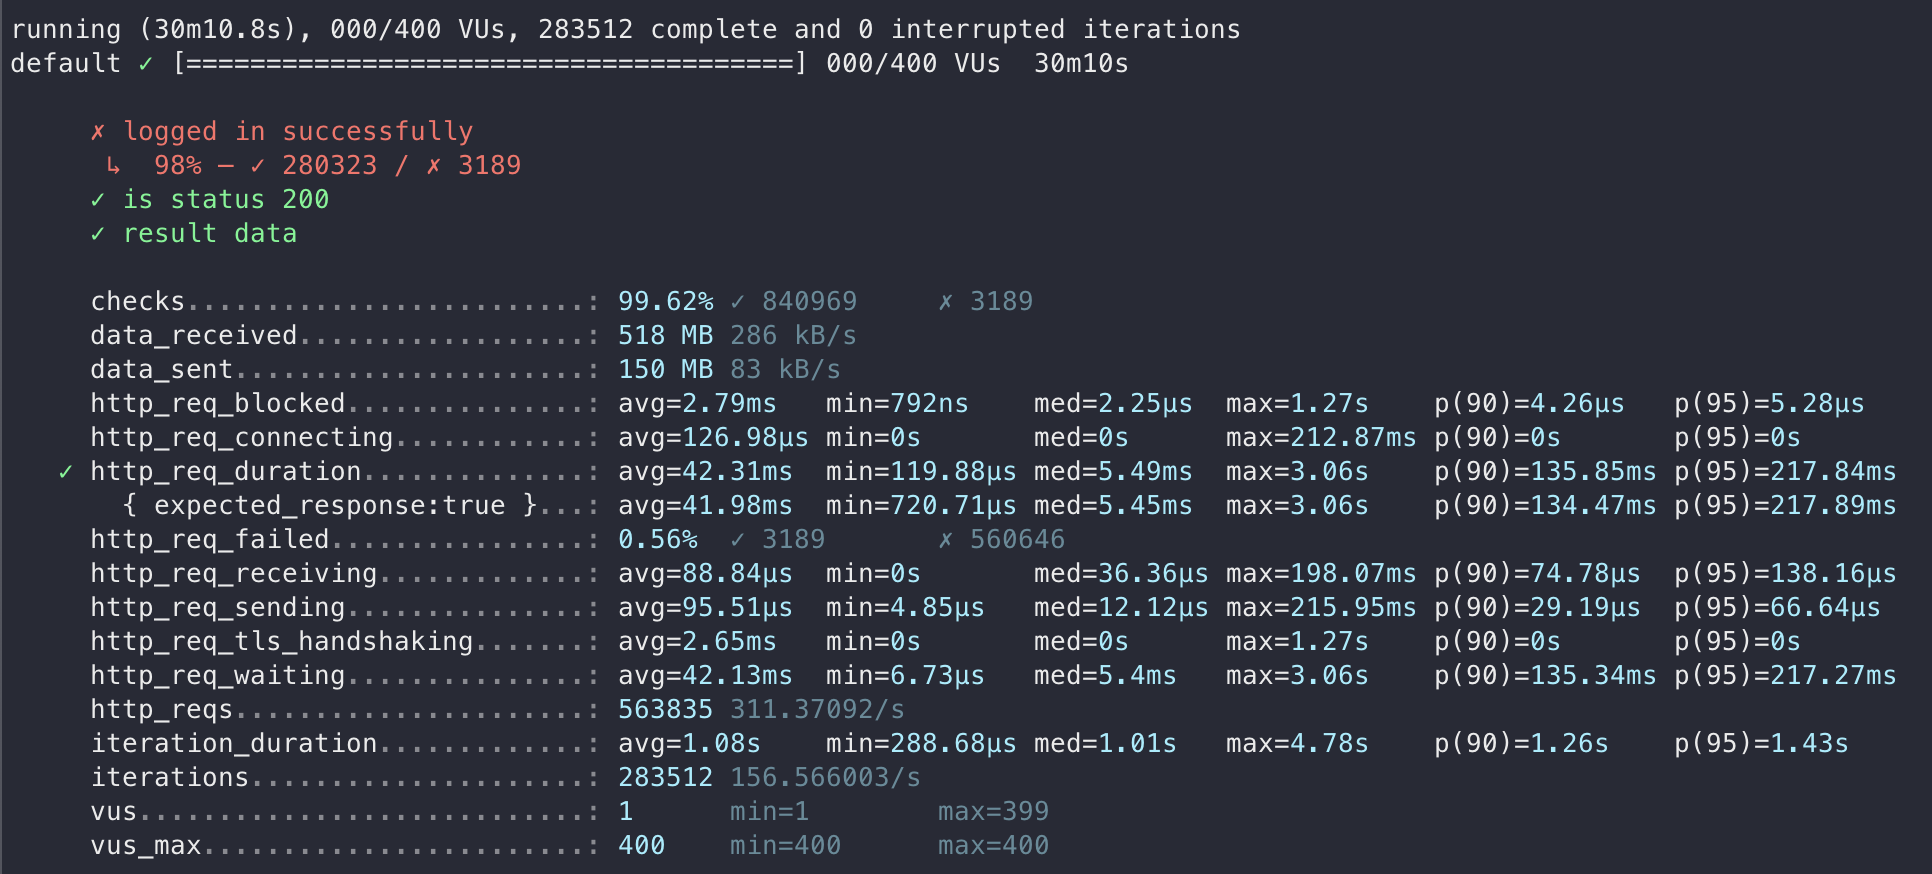 running (30m10.8s), 000/400 VUs, 283512 complete and 0 interrupted iterations
default ✓ [======================================] 000/400 VUs  30m10s
✗ logged in successfully
↳  98% — ✓ 280323 / ✗ 3189
✓ is status 200
✓ result data
checks.........................: 99.62% ✓ 840969     ✗ 3189
data_received..................: 518 MB 286 kB/s
data_sent......................: 150 MB 83 kB/s
http_req_blocked...............: avg=2.79ms   min=792ns    med=2.25µs  max=1.27s    p(90)=4.26µs   p(95)=5.28µs
http_req_connecting............: avg=126.98µs min=0s       med=0s      max=212.87ms p(90)=0s       p(95)=0s
✓ http_req_duration..............: avg=42.31ms  min=119.88µs med=5.49ms  max=3.06s    p(90)=135.85ms p(95)=217.84ms
{ expected_response:true }...: avg=41.98ms  min=720.71µs med=5.45ms  max=3.06s    p(90)=134.47ms p(95)=217.89ms
http_req_failed................: 0.56%  ✓ 3189       ✗ 560646
http_req_receiving.............: avg=88.84µs  min=0s       med=36.36µs max=198.07ms p(90)=74.78µs  p(95)=138.16µs
http_req_sending...............: avg=95.51µs  min=4.85µs   med=12.12µs max=215.95ms p(90)=29.19µs  p(95)=66.64µs
http_req_tls_handshaking.......: avg=2.65ms   min=0s       med=0s      max=1.27s    p(90)=0s       p(95)=0s
http_req_waiting...............: avg=42.13ms  min=6.73µs   med=5.4ms   max=3.06s    p(90)=135.34ms p(95)=217.27ms
http_reqs......................: 563835 311.37092/s
iteration_duration.............: avg=1.08s    min=288.68µs med=1.01s   max=4.78s    p(90)=1.26s    p(95)=1.43s
iterations.....................: 283512 156.566003/s
vus............................: 1      min=1        max=399
vus_max........................: 400    min=400      max=400